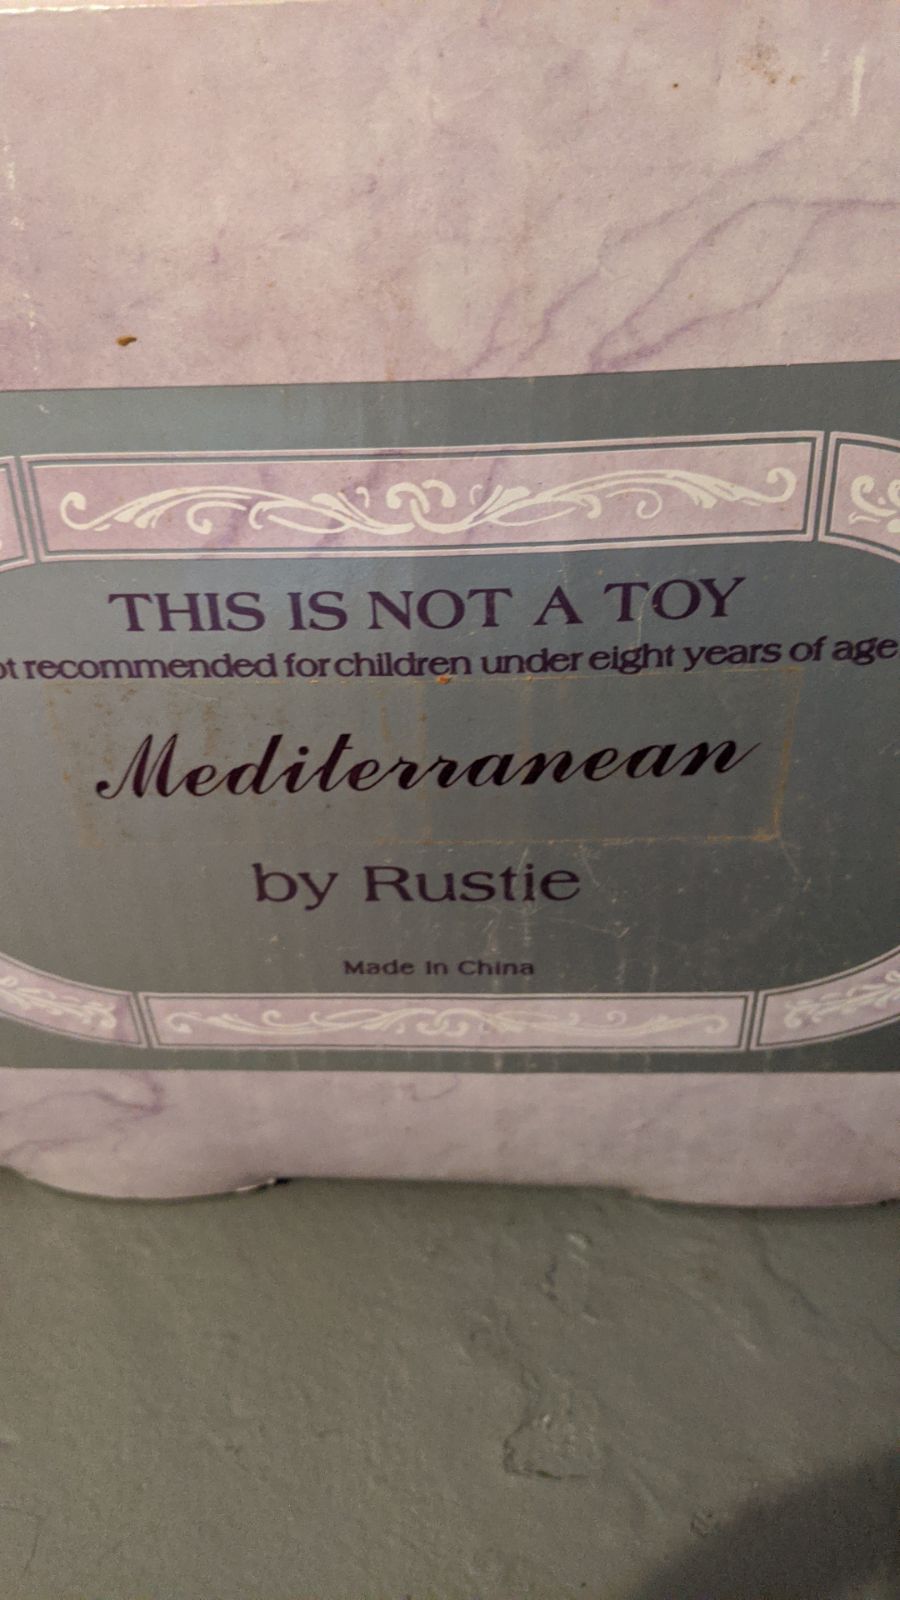 THIS IS NOT A TOY
recommended for children under eight years of age
Mediterranean
by Rustie
Made in China